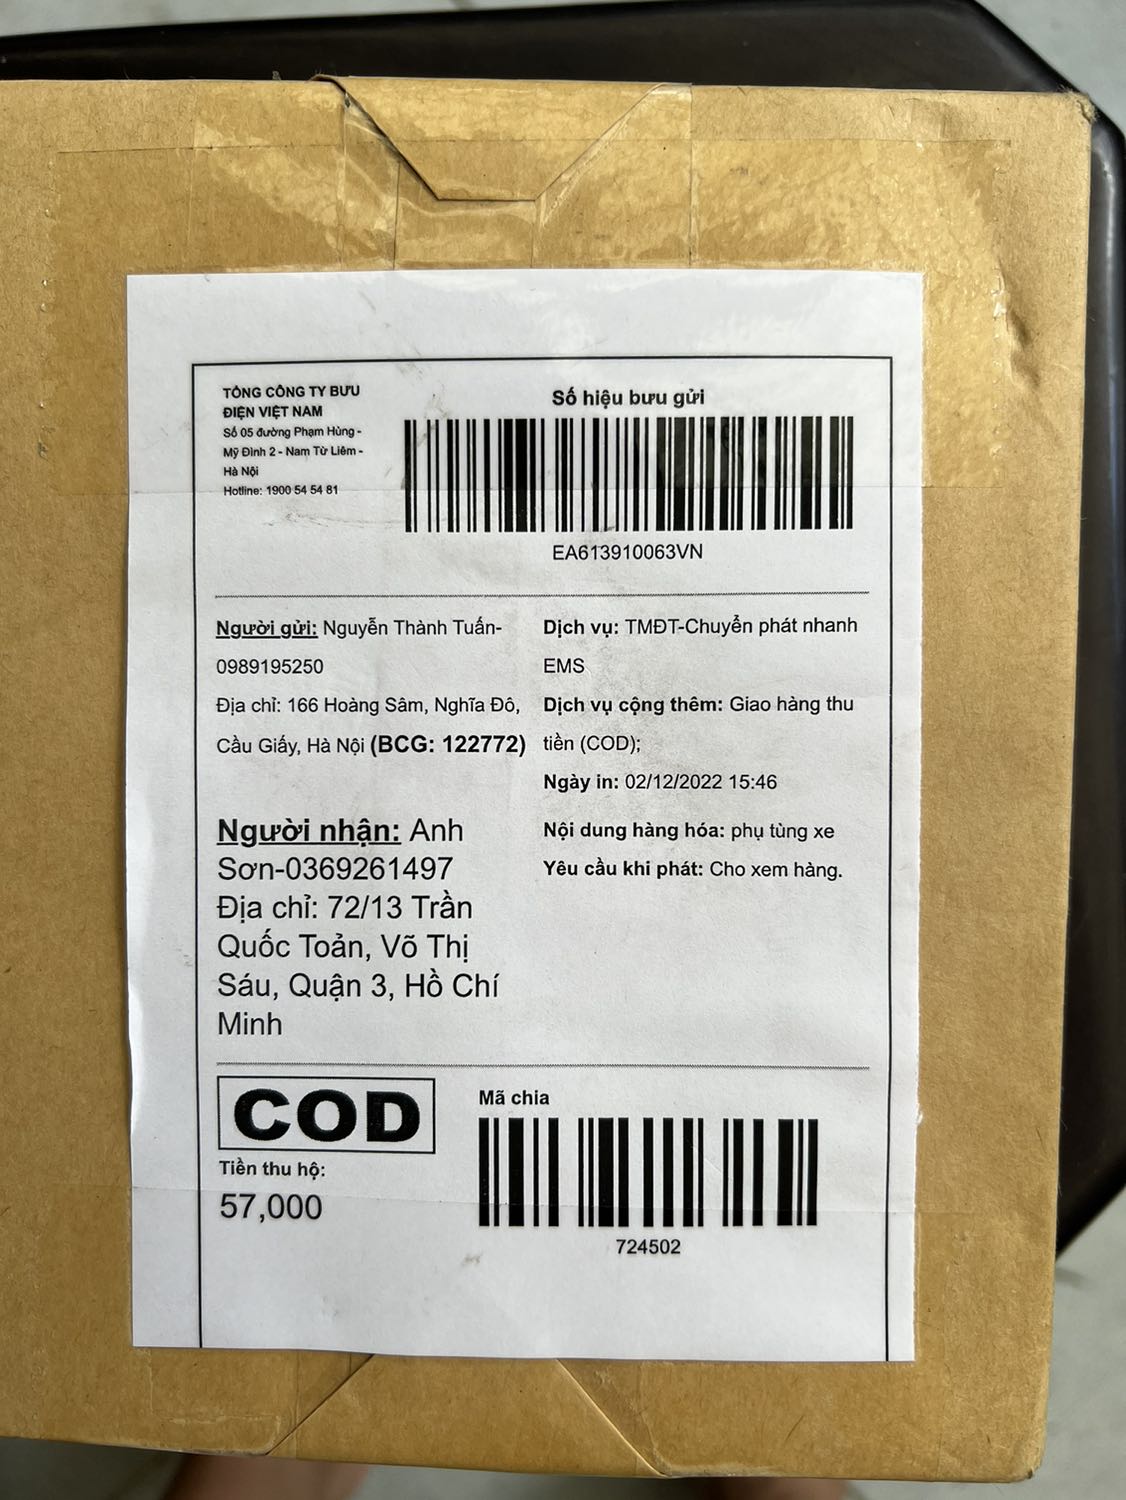 TỔNG CÔNG TY BƯU
ĐIỆN VIỆT NAM
Số 05 đường Phạm Hùng -
Mỹ Đình 2 - Nam Từ Liêm -
Hà Nội
Hotline: 1900 54 54 81
Số hiệu bưu gửi
EA613910063VN
Người gửi: Nguyễn Thành Tuấn-
0989195250
Địa chỉ: 166 Hoàng Sâm, Nghĩa Đô,
Cầu Giấy, Hà Nội (BCG: 122772)
Dịch vụ: TMĐT-Chuyển phát nhanh
EMS
Dịch vụ cộng thêm: Giao hàng thu
tiền (COD);
Ngày in: 02/12/2022 15:46
Người nhận: Anh
Sơn-0369261497
Địa chỉ: 72/13 Trần
Quốc Toản, Võ Thị
Sáu, Quận 3, Hồ Chí
Minh
Nội dung hàng hóa: phụ tùng xe
Yêu cầu khi phát: Cho xem hàng.
COD
Tiền thu hộ:
57,000
Mã chia
724502